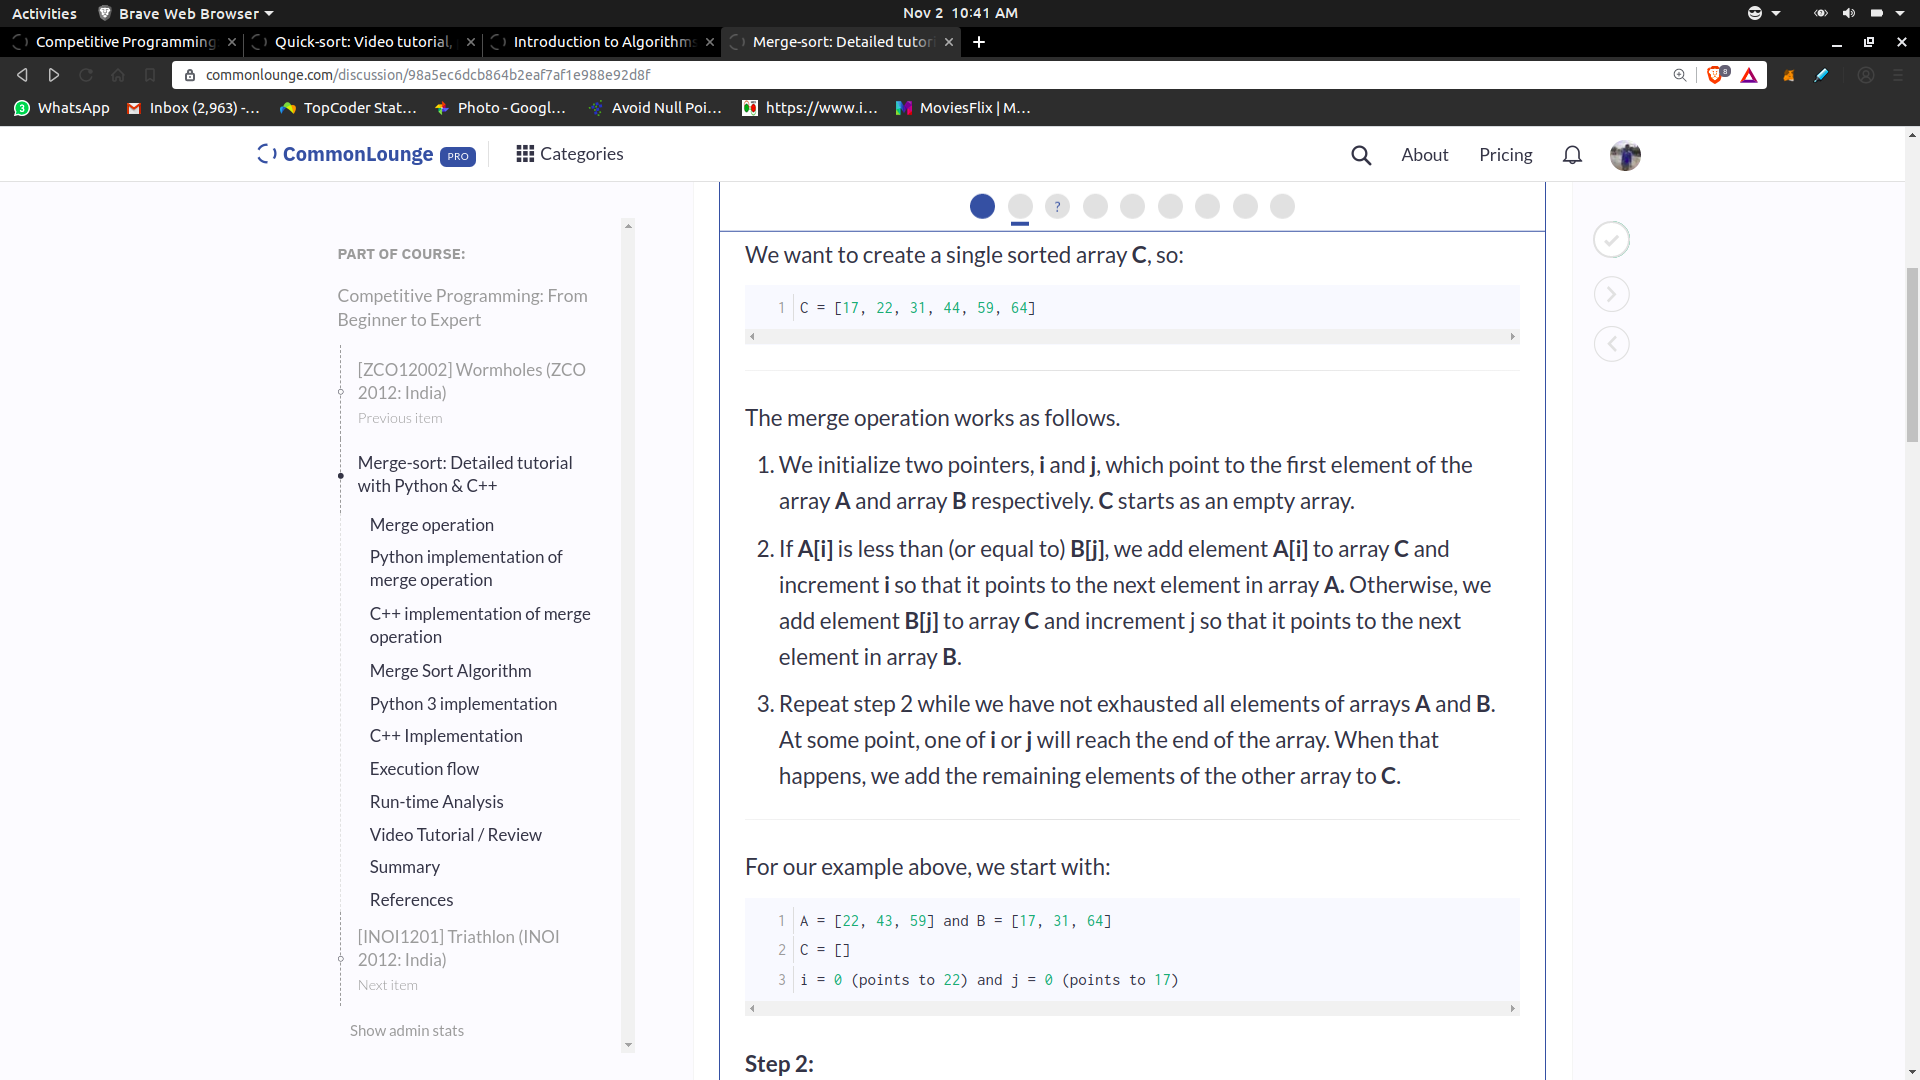 Activities Brave Web Browser Nov 2 10:41 AM
Competitive Programming Quick-sort: Video tutorial, Introduction to Algorithms Merge-sort: Detailed tutori
commonlounge.com/discussion/98a5ec6dcb864b2eaf7af1e988e92d8f 8
3 WhatsApp Inbox (2,963) -... TopCoder Stat... Photo - Googl... Avoid Null Poi... https://www.i... MoviesFlix | M...
CommonLounge PRO Categories About Pricing
?
PART OF COURSE:
Competitive Programming: From
Beginner to Expert
[ZCO12002] Wormholes (ZCO
2012: India)
Previous item
Merge-sort: Detailed tutorial
with Python & C++
Merge operation
Python implementation of
merge operation
C++ implementation of merge
operation
Merge Sort Algorithm
Python 3 implementation
C++ Implementation
Execution flow
Run-time Analysis
Video Tutorial / Review
Summary
References
[INOI1201] Triathlon (INOI
2012: India)
Next item
Show admin stats
We want to create a single sorted array C, so:
1 C = [17, 22, 31, 44, 59, 64]
The merge operation works as follows.
1. We initialize two pointers, i and j, which point to the first element of the
array A and array B respectively. C starts as an empty array.
2. If A[i] is less than (or equal to) B[j], we add element A[i] to array C and
increment i so that it points to the next element in array A. Otherwise, we
add element B[j] to array C and increment j so that it points to the next
element in array B.
3. Repeat step 2 while we have not exhausted all elements of arrays A and B.
At some point, one of i or j will reach the end of the array. When that
happens, we add the remaining elements of the other array to C.
For our example above, we start with:
1 A = [22, 43, 59] and B = [17, 31, 64]
2 C = []
3 i = 0 (points to 22) and j = 0 (points to 17)
Step 2: